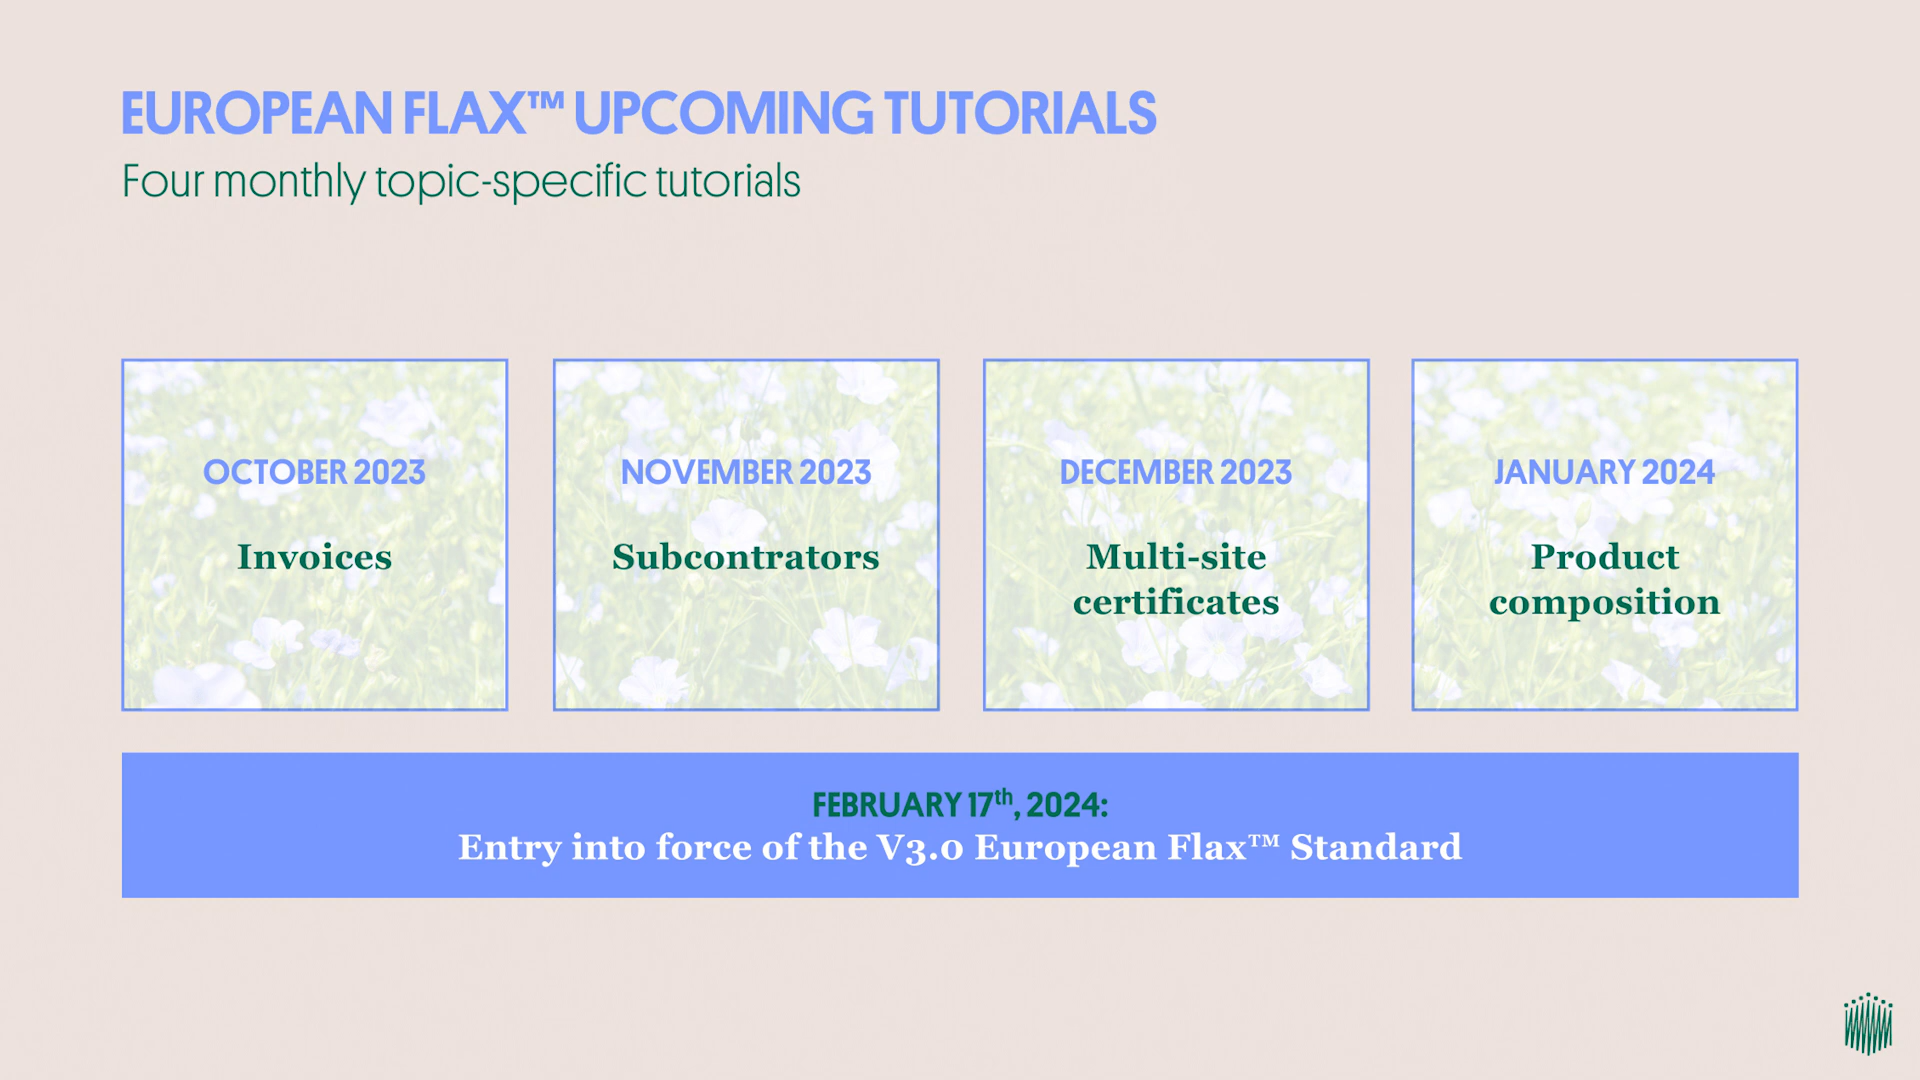 EUROPEAN FLAX™ UPCOMING TUTORIALS
Four monthly topic-specific tutorials
OCTOBER 2023
Invoices
NOVEMBER 2023
Subcontrators
DECEMBER 2023
Multi-site
certificates
JANUARY 2024
Product
composition
FEBRUARY 17th, 2024:
Entry into force of the V3.0 European Flax™ Standard